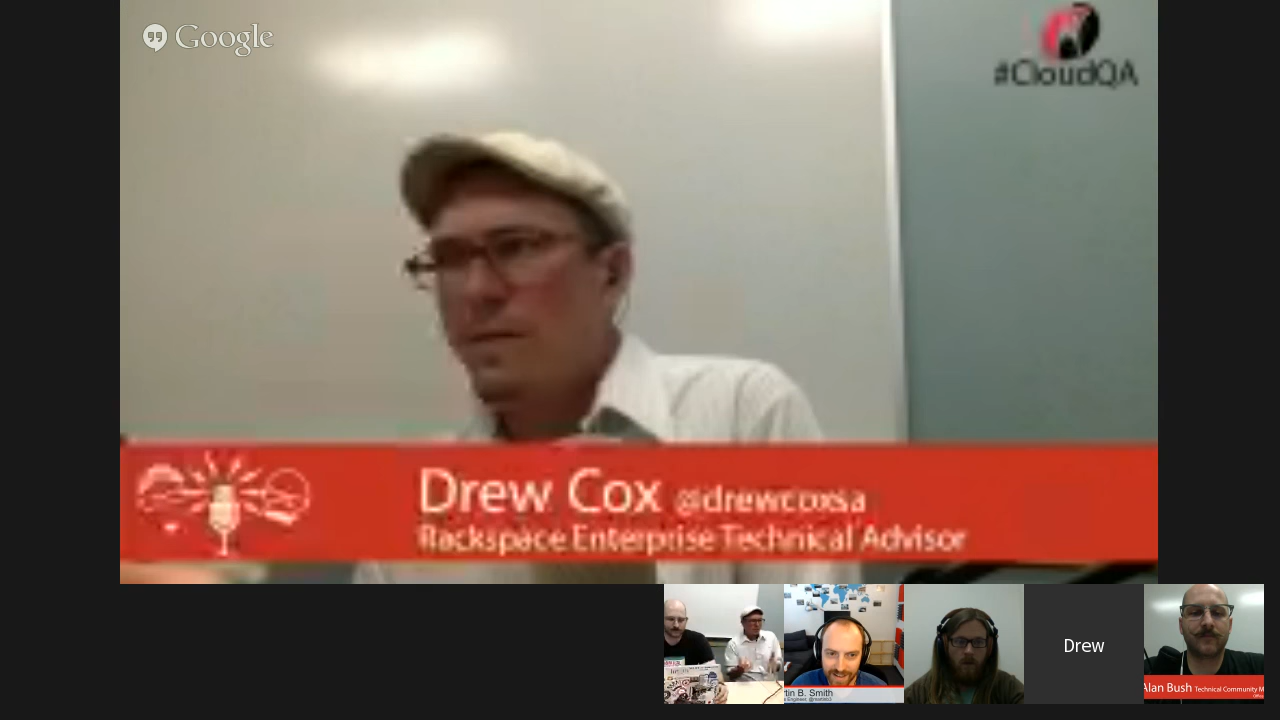 Google
#CloudQA
Drew Cox @drewcoxsa
Rackspace Enterprise Technical Advisor
Drew
tin B. Smith
Alan Bush Technical Community M